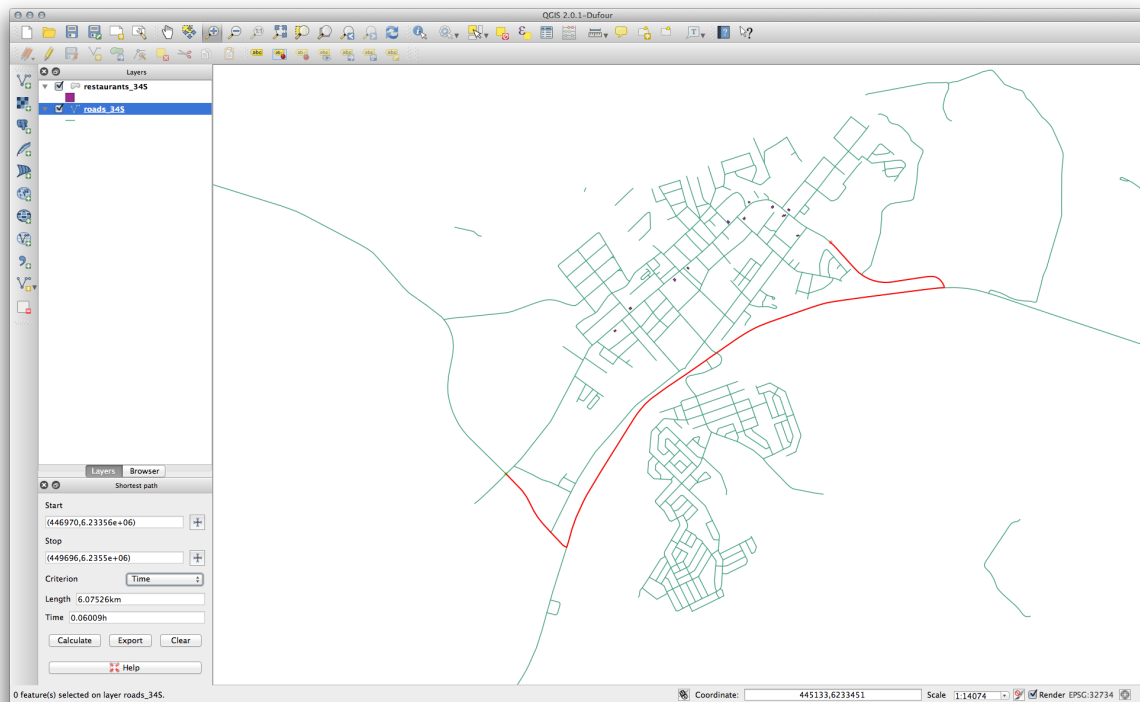 QGIS 2.0.1-Dufour
Layers
restaurants_34S
roads_34S
Layers Browser
Shortest path
Start
(446970,6.23356e+06)
Stop
(449696,6.2355e+06)
Criterion Time
Length 6.07526km
Time 0.06009h
Calculate Export Clear
Help
0 feature(s) selected on layer roads_34S.
Coordinate: 445133,6233451 Scale 1:14074 Render EPSG:32734